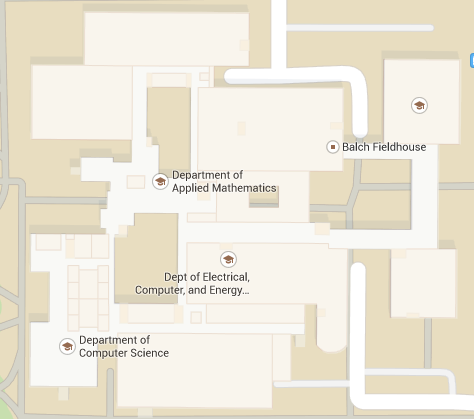 Balch Fieldhouse
Department of
Applied Mathematics
Dept of Electrical,
Computer, and Energy...
Department of
Computer Science